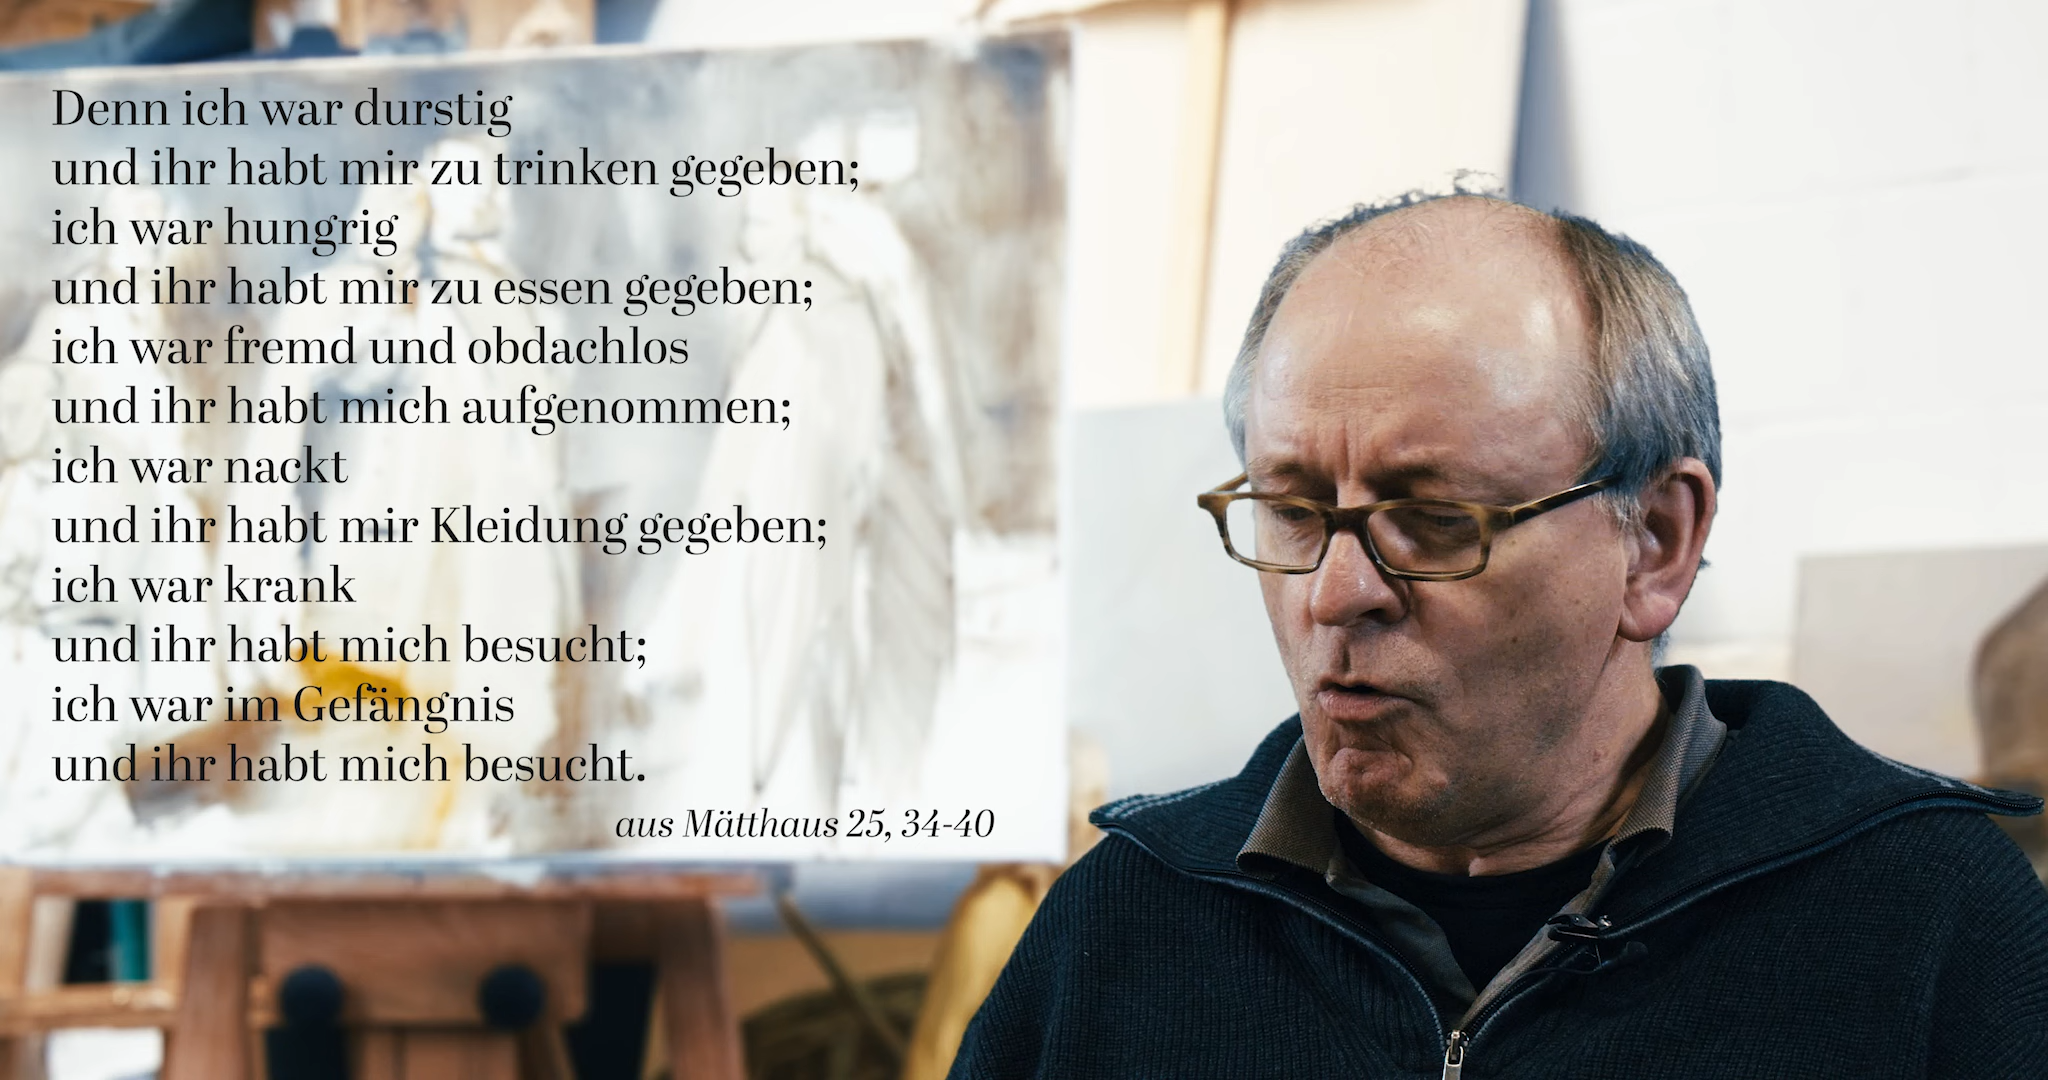 Denn ich war durstig
und ihr habt mir zu trinken gegeben;
ich war hungrig
und ihr habt mir zu essen gegeben;
ich war fremd und obdachlos
und ihr habt mich aufgenommen;
ich war nackt
und ihr habt mir Kleidung gegeben;
ich war krank
und ihr habt mich besucht;
ich war im Gefängnis
und ihr habt mich besucht.
aus Mätthaus 25, 34-40